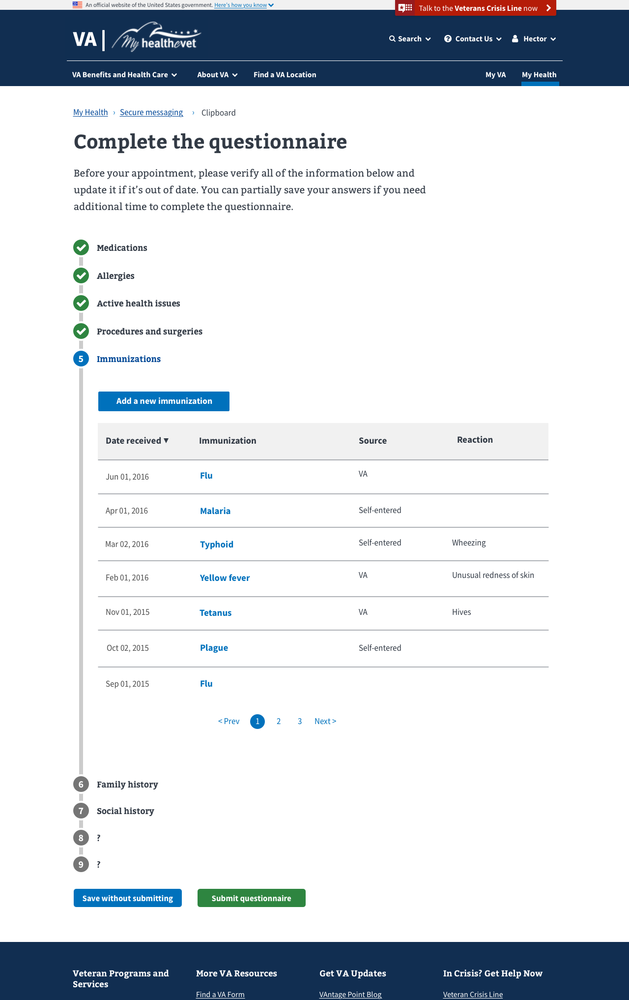 An official website of the United States government. Here's how you know
Talk to the Veterans Crisis Line now
VA | My healthevet
Search
Contact Us
Hector
VA Benefits and Health Care
About VA
Find a VA Location
My VA
My Health
My Health › Secure messaging › Clipboard
Complete the questionnaire
Before your appointment, please verify all of the information below and
update it if it’s out of date. You can partially save your answers if you need
additional time to complete the questionnaire.
Medications
Allergies
Active health issues
Procedures and surgeries
5 Immunizations
Add a new immunization
Date received ▼ Immunization Source Reaction
Jun 01, 2016 Flu VA
Apr 01, 2016 Malaria Self-entered
Mar 02, 2016 Typhoid Self-entered Wheezing
Feb 01, 2016 Yellow fever VA Unusual redness of skin
Nov 01, 2015 Tetanus VA Hives
Oct 02, 2015 Plague Self-entered
Sep 01, 2015 Flu
< Prev 1 2 3 Next >
6 Family history
7 Social history
8 ?
9 ?
Save without submitting
Submit questionnaire
Veteran Programs and
Services
More VA Resources
Find a VA Form
Get VA Updates
VAntage Point Blog
In Crisis? Get Help Now
Veteran Crisis Line